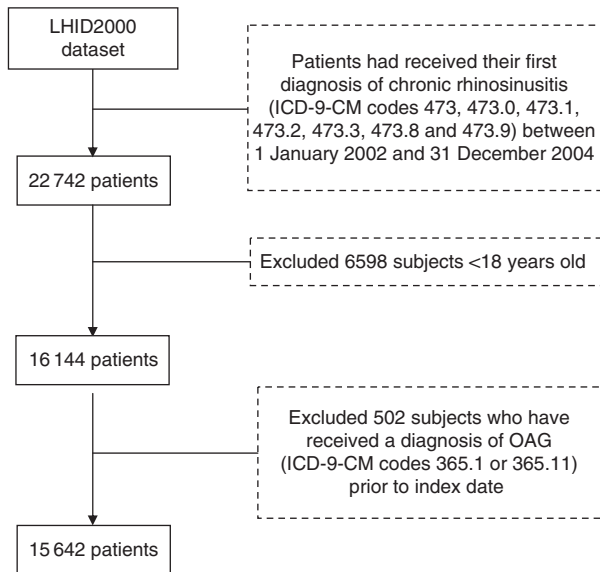 LHID2000
dataset
Patients had received their first
diagnosis of chronic rhinosinusitis
(ICD-9-CM codes 473, 473.0, 473.1,
473.2, 473.3, 473.8 and 473.9) between
1 January 2002 and 31 December 2004
22 742 patients
Excluded 6598 subjects <18 years old
16 144 patients
Excluded 502 subjects who have
received a diagnosis of OAG
(ICD-9-CM codes 365.1 or 365.11)
prior to index date
15 642 patients